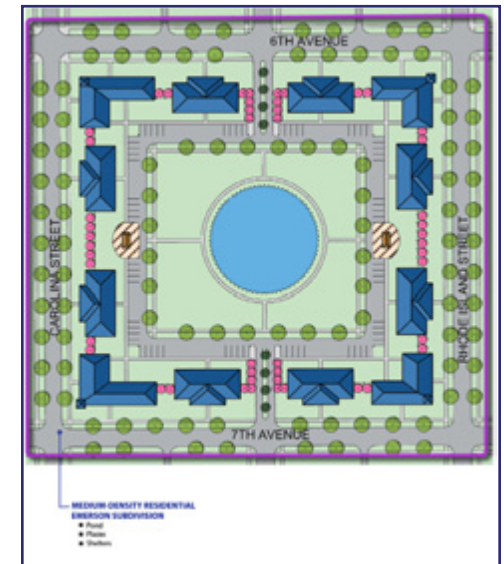 6TH AVENUE
CAROLINA STREET
RHODE ISLAND STREET
7TH AVENUE
MEDIUM-DENSITY RESIDENTIAL
EMERSON SUBDIVISION
• Pond
• Plazas
• Shelters